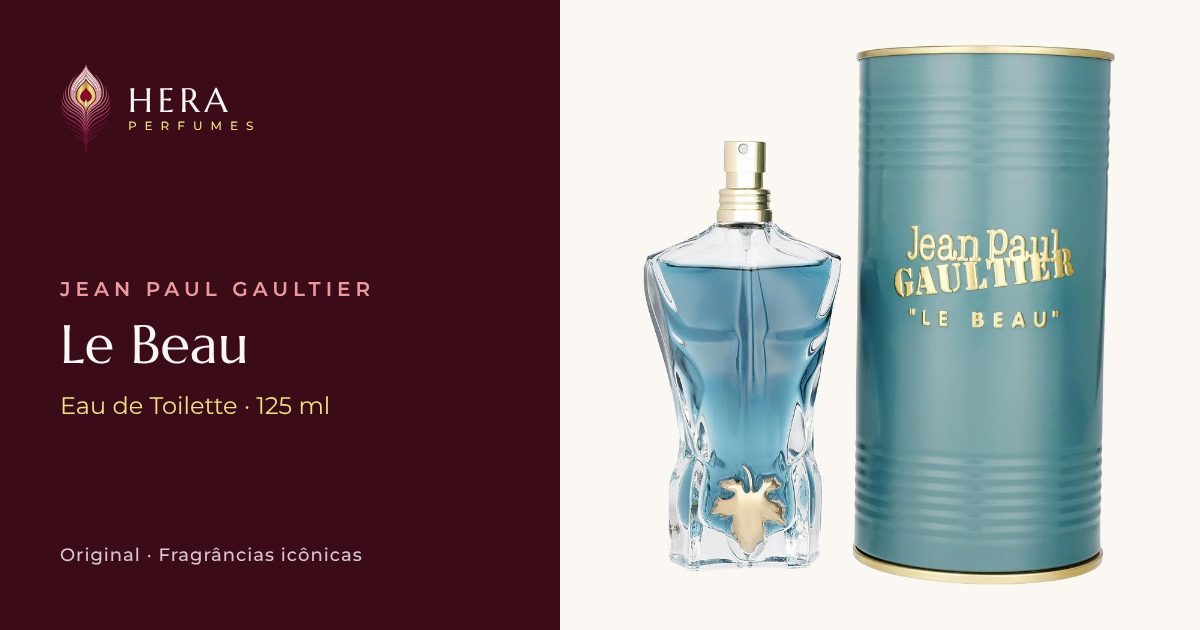 HERA
PERFUMES
JEAN PAUL GAULTIER
Le Beau
Eau de Toilette · 125 ml
Original · Fragrâncias icônicas
Jean Paul
GAULTIER
"LE BEAU"